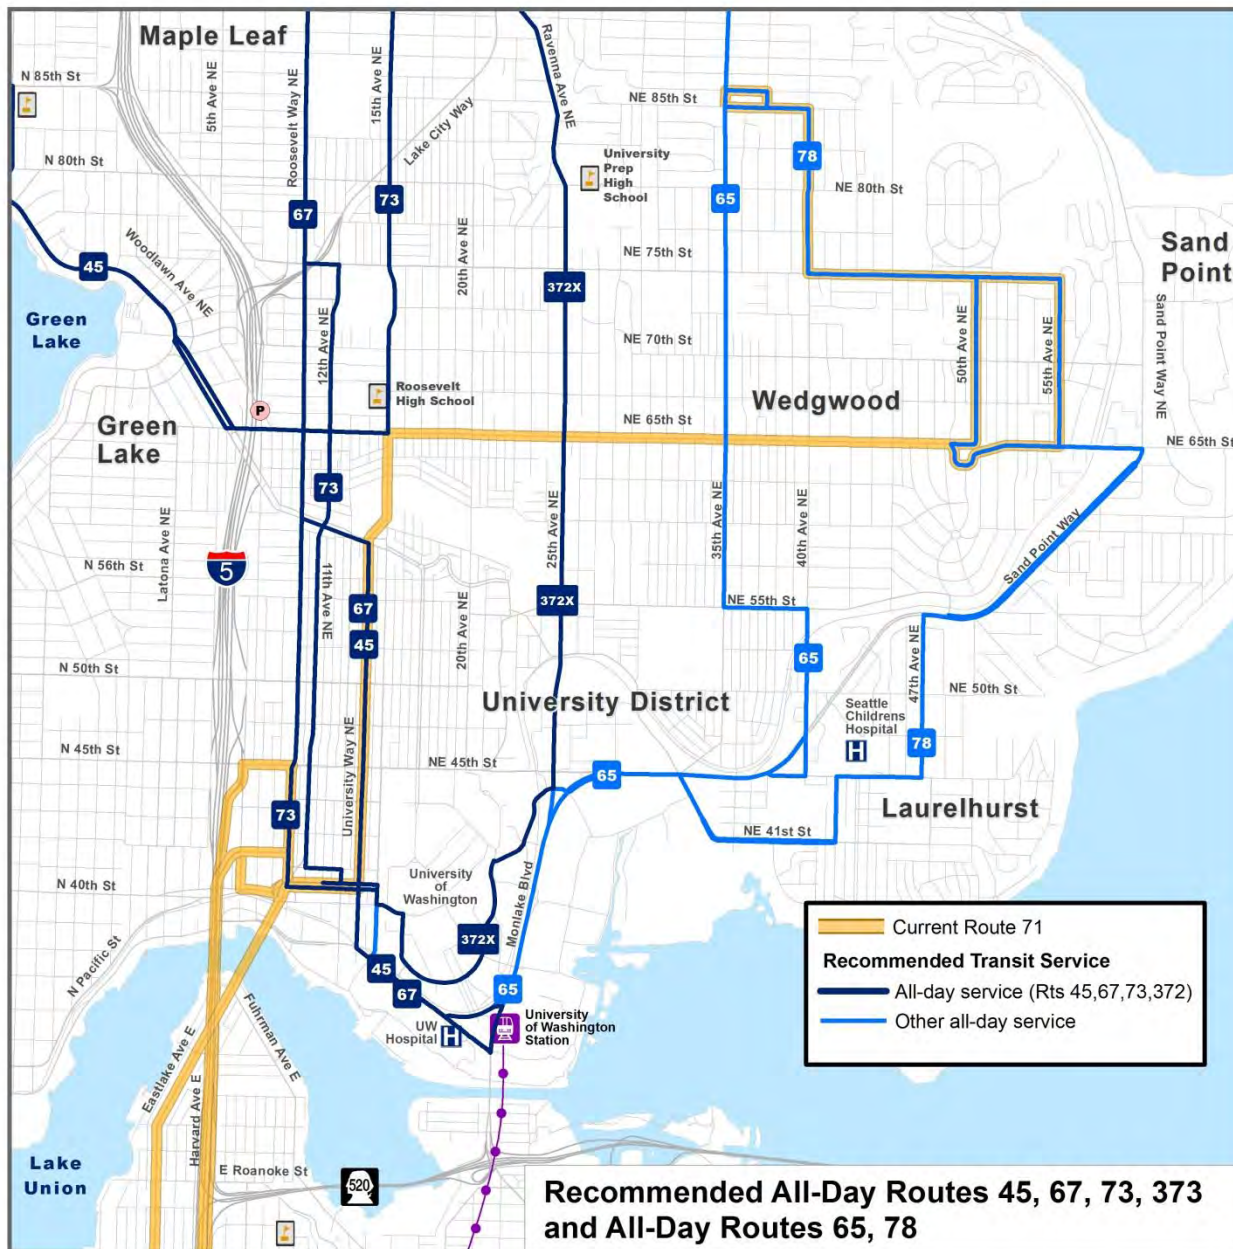 Maple Leaf
N 85th St
5th Ave NE
Roosevelt Way NE
15th Ave NE
Lake City Way
Ravenna Ave NE
NE 85th St
N 80th St
University
Prep
High
School
78
NE 80th St
67
73
65
20th Ave NE
NE 75th St
Sand
Point
45
Woodlawn Ave NE
372X
Green
Lake
12th Ave NE
NE 70th St
50th Ave NE
55th Ave NE
Sand Point Way NE
Roosevelt
High School
Wedgwood
P
Green
Lake
NE 65th St
NE 65th St
73
Latona Ave NE
25th Ave NE
35th Ave NE
40th Ave NE
Sand Point Way
N 56th St
5
11th Ave NE
67
372X
NE 55th St
45
20th Ave NE
65
47th Ave NE
N 50th St
NE 50th St
University District
Seattle
Childrens
Hospital
H
78
N 45th St
University Way NE
NE 45th St
65
73
Laurelhurst
NE 41st St
N 40th St
University
of
Washington
Monlake Blvd
372X
N Pacific St
45
67
65
UW
Hospital
H
University
of Washington
Station
Fuhrman Ave E
Eastlake Ave E
Harvard Ave E
Current Route 71
Recommended Transit Service
All-day service (Rts 45,67,73,372)
Other all-day service
Lake
Union
E Roanoke St
520
Recommended All-Day Routes 45, 67, 73, 373
and All-Day Routes 65, 78